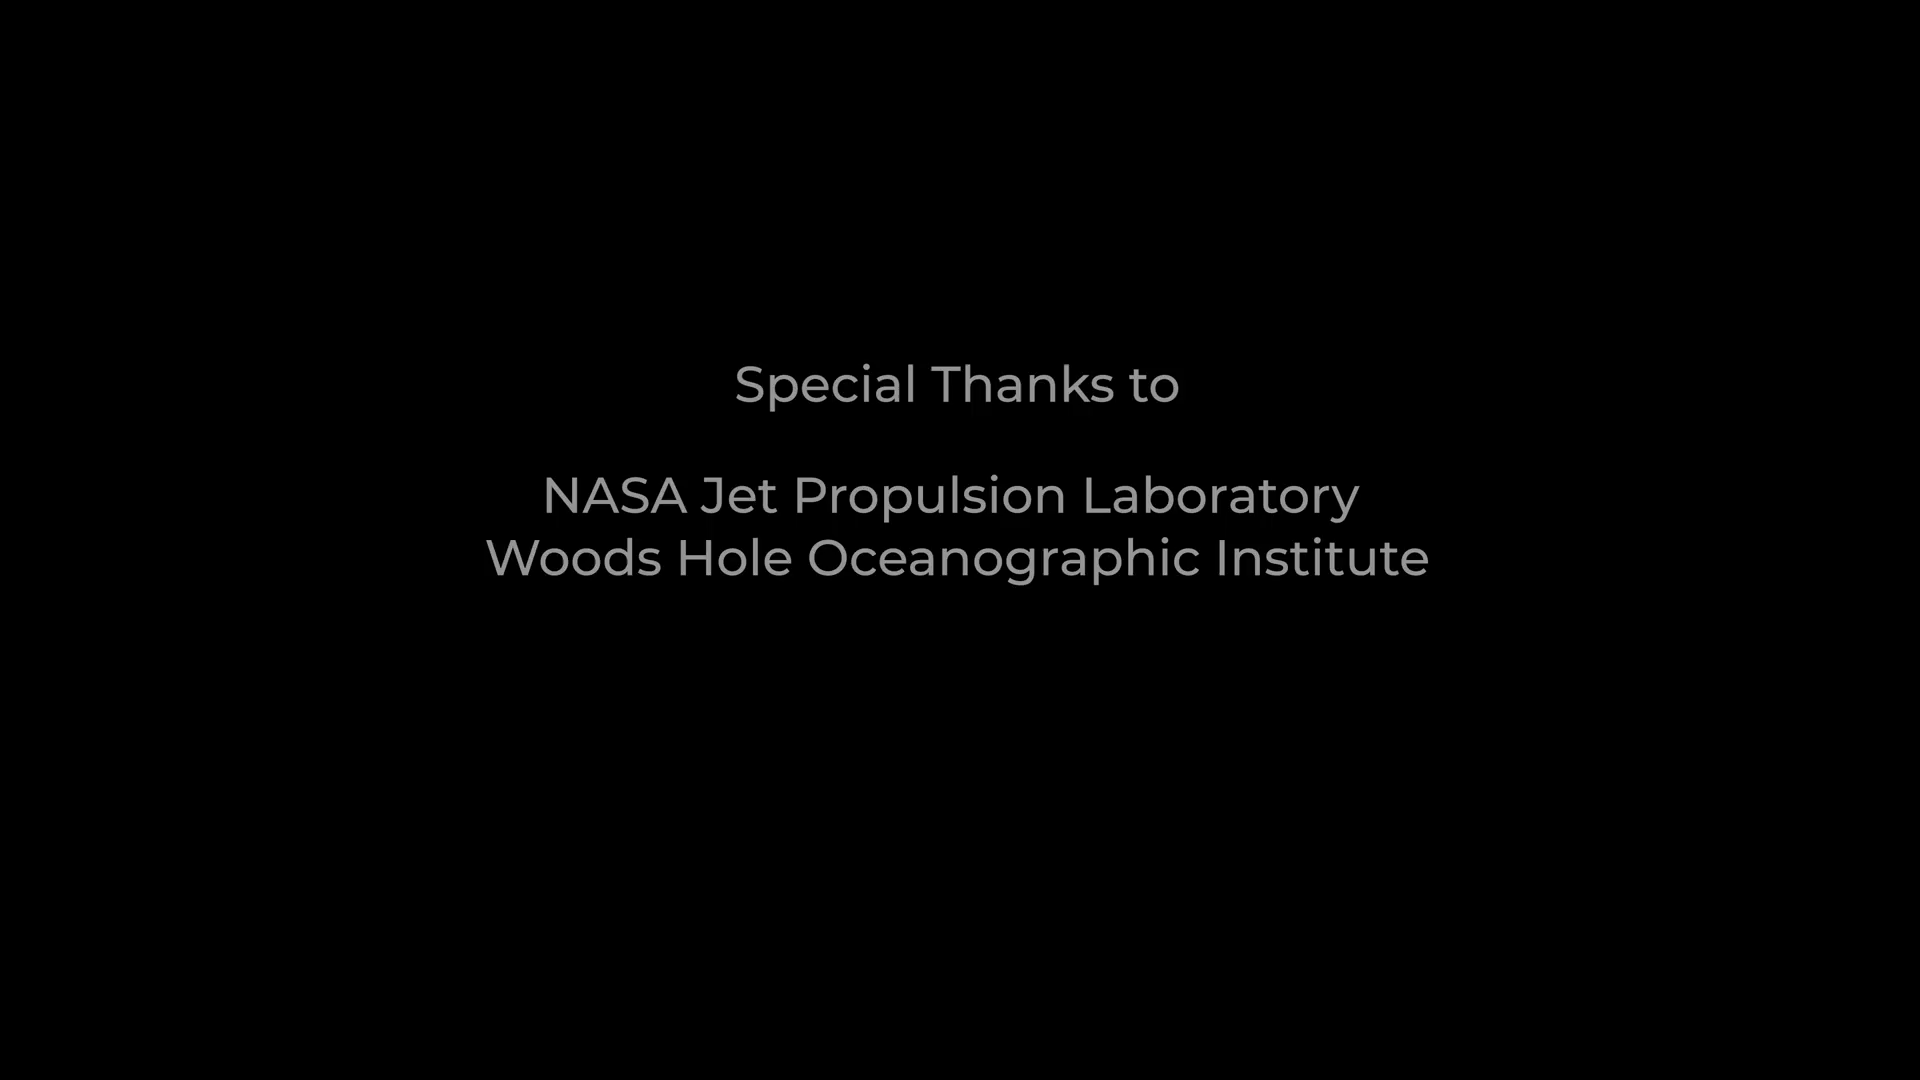 Special Thanks to
NASA Jet Propulsion Laboratory
Woods Hole Oceanographic Institute